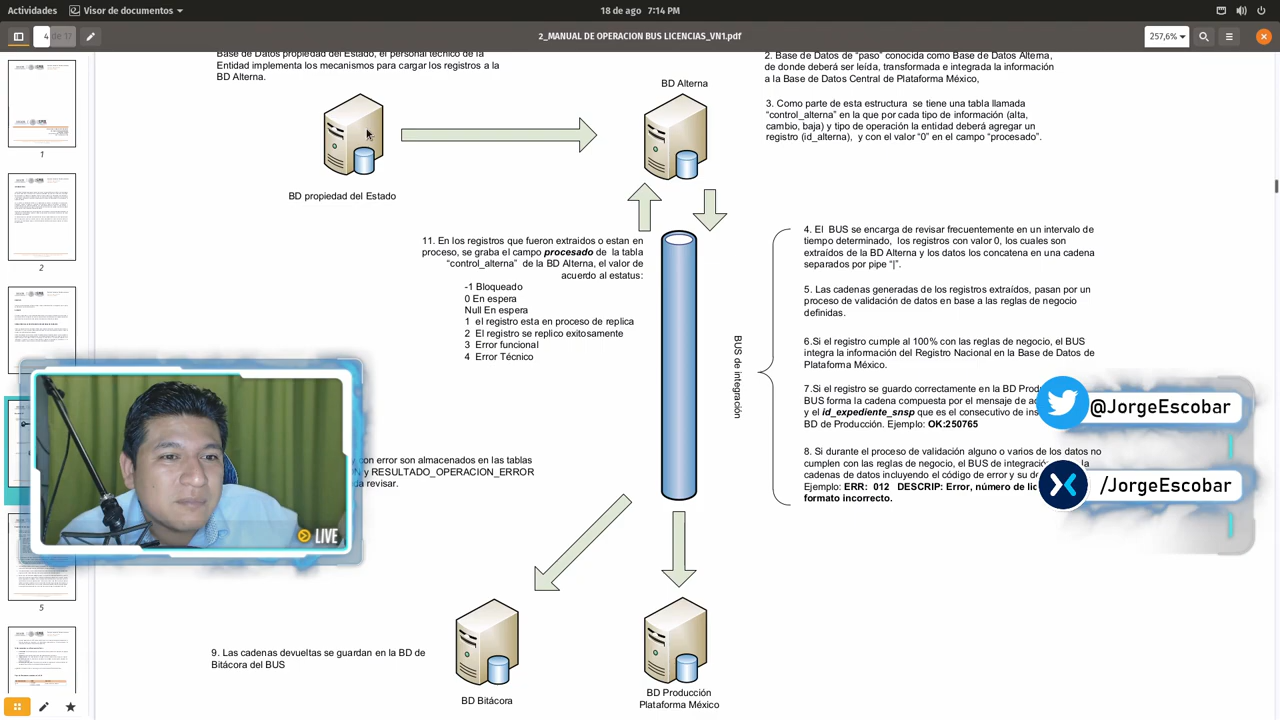 Actividades
Visor de documentos
18 de ago 7:14 PM
4 de 17
2_MANUAL DE OPERACION BUS LICENCIAS_VN1.pdf
257,6%
Base de Datos propiedad del Estado, el personal técnico de la
Entidad implementa los mecanismos para cargar los registros a la
BD Alterna.
BD Alterna
2. Base de Datos de "paso" conocida como Base de Datos Alterna,
de donde deberá ser leída, transformada e integrada la información
a la Base de Datos Central de Plataforma México,
3. Como parte de esta estructura se tiene una tabla llamada
"control_alterna" en la que por cada tipo de información (alta,
cambio, baja) y tipo de operación la entidad deberá agregar un
registro (id_alterna), y con el valor "0" en el campo "procesado".
BD propiedad del Estado
11. En los registros que fueron extraidos o estan en
proceso, se graba el campo procesado de la tabla
"control_alterna" de la BD Alterna, el valor de
acuerdo al estatus:
-1 Bloqueado
0 En espera
Null En espera
1 el registro esta en proceso de replica
2 El registro se replico exitosamente
3 Error funcional
4 Error Técnico
BUS de integración
4. El BUS se encarga de revisar frecuentemente en un intervalo de
tiempo determinado, los registros con valor 0, los cuales son
extraídos de la BD Alterna y los datos los concatena en una cadena
separados por pipe "|".
5. Las cadenas generadas de los registros extraídos, pasan por un
proceso de validación de datos en base a las reglas de negocio
definidas.
6.Si el registro cumple al 100% con las reglas de negocio, el BUS
integra la información del Registro Nacional en la Base de Datos de
Plataforma México.
7.Si el registro se guardo correctamente en la BD
BUS forma la cadena compuesta por el mensaje de
y el id_expediente_snsp que es el consecutivo de
BD de Producción. Ejemplo: OK:250765
8. Si durante el proceso de validación alguno o varios de los datos no
cumplen con las reglas de negocio, el BUS de la
cadenas de datos incluyendo el código de error y su
Ejemplo: ERR: 012 DESCRIP: Error, número de
formato incorrecto.
con error son almacenados en las tablas
y RESULTADO_OPERACION_ERROR
revisar.
9. Las cadenas devueltas se guardan en la BD de
Bitácora del BUS
BD Bitácora
BD Producción
Plataforma México
@JorgeEscobar
/JorgeEscobar
LIVE
1
2
5